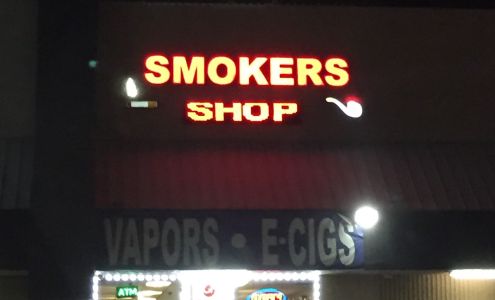 SMOKERS
SHOP
VAPORS • E-CIGS
ATM